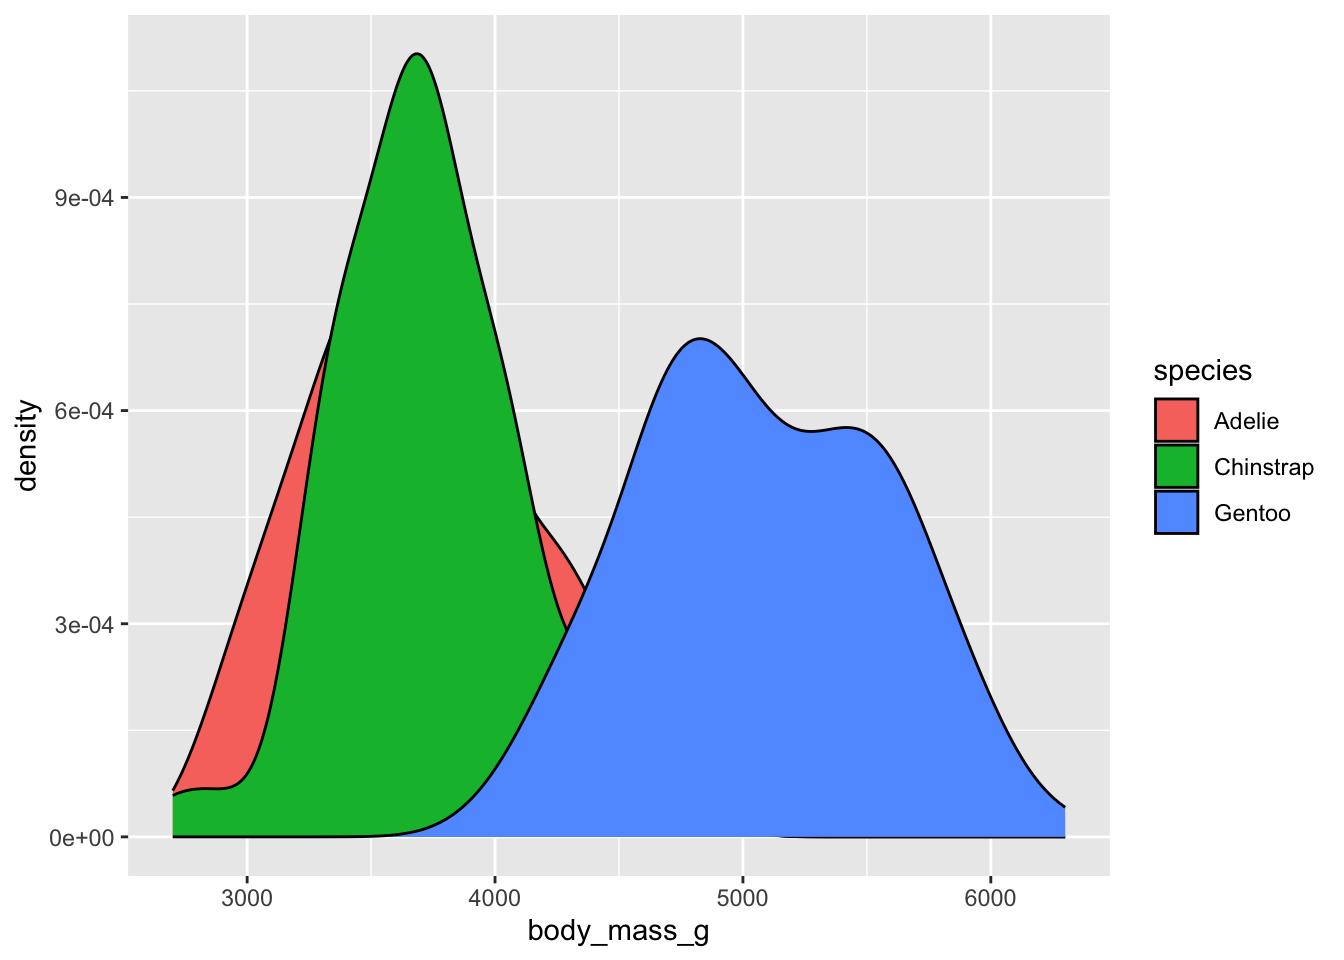 density
9e-04
6e-04
3e-04
0e+00
3000 4000 5000 6000
body_mass_g
species
Adelie
Chinstrap
Gentoo